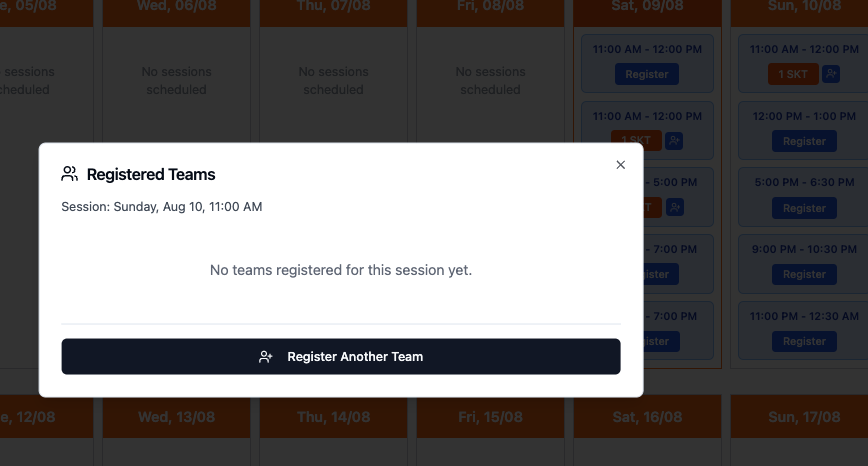 05/08
Wed, 06/08
Thu, 07/08
Fri, 08/08
Sat, 09/08
Sun, 10/08
sessions
No sessions
scheduled
No sessions
scheduled
No sessions
scheduled
11:00 AM - 12:00 PM
Register
11:00 AM - 12:00 PM
1 SKT
- 5:00 PM
- 7:00 PM
- 7:00 PM
11:00 AM - 12:00 PM
1 SKT
12:00 PM - 1:00 PM
Register
5:00 PM - 6:30 PM
Register
9:00 PM - 10:30 PM
Register
11:00 PM - 12:30 AM
Register
Registered Teams
Session: Sunday, Aug 10, 11:00 AM
No teams registered for this session yet.
Register Another Team
12/08
Wed, 13/08
Thu, 14/08
Fri, 15/08
Sat, 16/08
Sun, 17/08